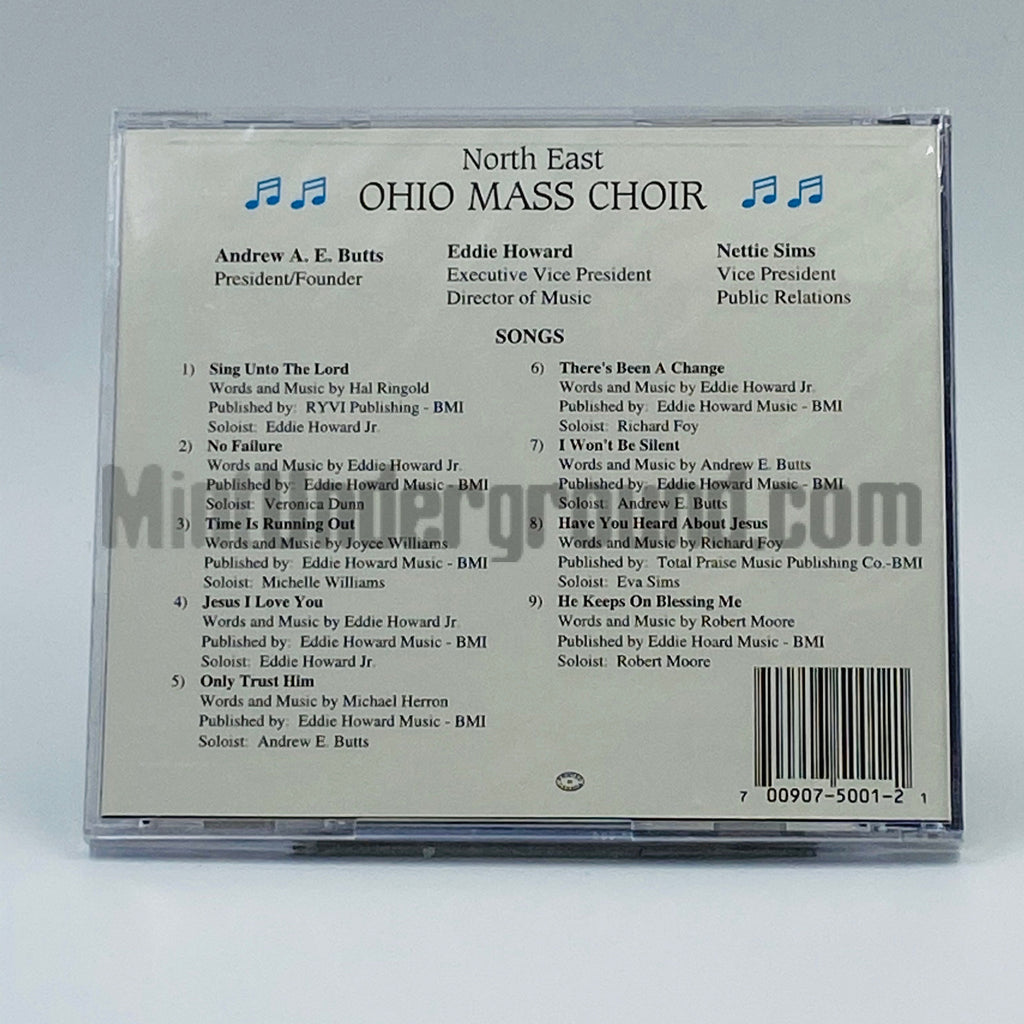 North East
OHIO MASS CHOIR
Andrew A. E. Butts
President/Founder
Eddie Howard
Executive Vice President
Director of Music
Nettie Sims
Vice President
Public Relations
SONGS
1) Sing Unto The Lord
Words and Music by Hal Ringold
Published by: RYVI Publishing - BMI
Soloist: Eddie Howard Jr.
2) No Failure
Words and Music by Eddie Howard Jr.
Published by: Eddie Howard Music - BMI
Soloist: Veronica Dunn
3) Time Is Running Out
Words and Music by Joyce Williams
Published by: Eddie Howard Music - BMI
Soloist: Michelle Williams
4) Jesus I Love You
Words and Music by Eddie Howard Jr.
Published by: Eddie Howard Music - BMI
Soloist: Eddie Howard Jr.
5) Only Trust Him
Words and Music by Michael Herron
Published by: Eddie Howard Music - BMI
Soloist: Andrew E. Butts
6) There's Been A Change
Words and Music by Eddie Howard Jr.
Published by: Eddie Howard Music - BMI
Soloist: Richard Foy
7) I Won't Be Silent
Words and Music by Andrew E. Butts
Published by: Eddie Howard Music - BMI
Soloist: Andrew E. Butts
8) Have You Heard About Jesus
Words and Music by Richard Foy
Published by: Total Praise Music Publishing Co.-BMI
Soloist: Eva Sims
9) He Keeps On Blessing Me
Words and Music by Robert Moore
Published by Eddie Hoard Music - BMI
Soloist: Robert Moore
7 00907-5001-2 1
MindUnderground.com